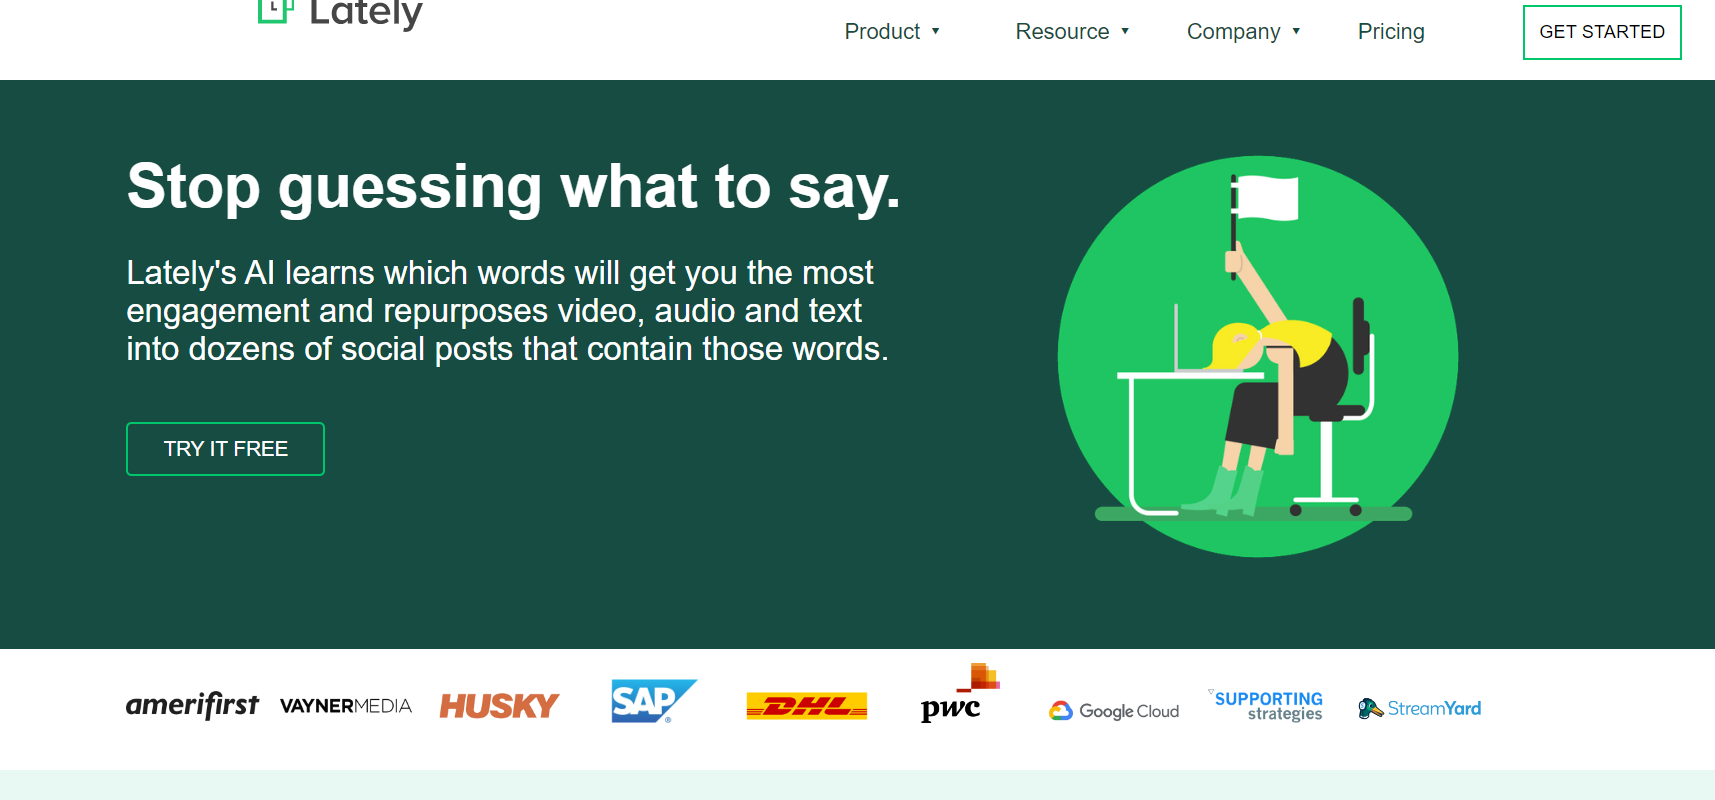 Lately
Product
Resource
Company
Pricing
GET STARTED
Stop guessing what to say.
Lately's AI learns which words will get you the most
engagement and repurposes video, audio and text
into dozens of social posts that contain those words.
TRY IT FREE
amerifirst
VAYNERMEDIA
HUSKY
SAP
DHL
pwc
Google Cloud
SUPPORTING
strategies
StreamYard